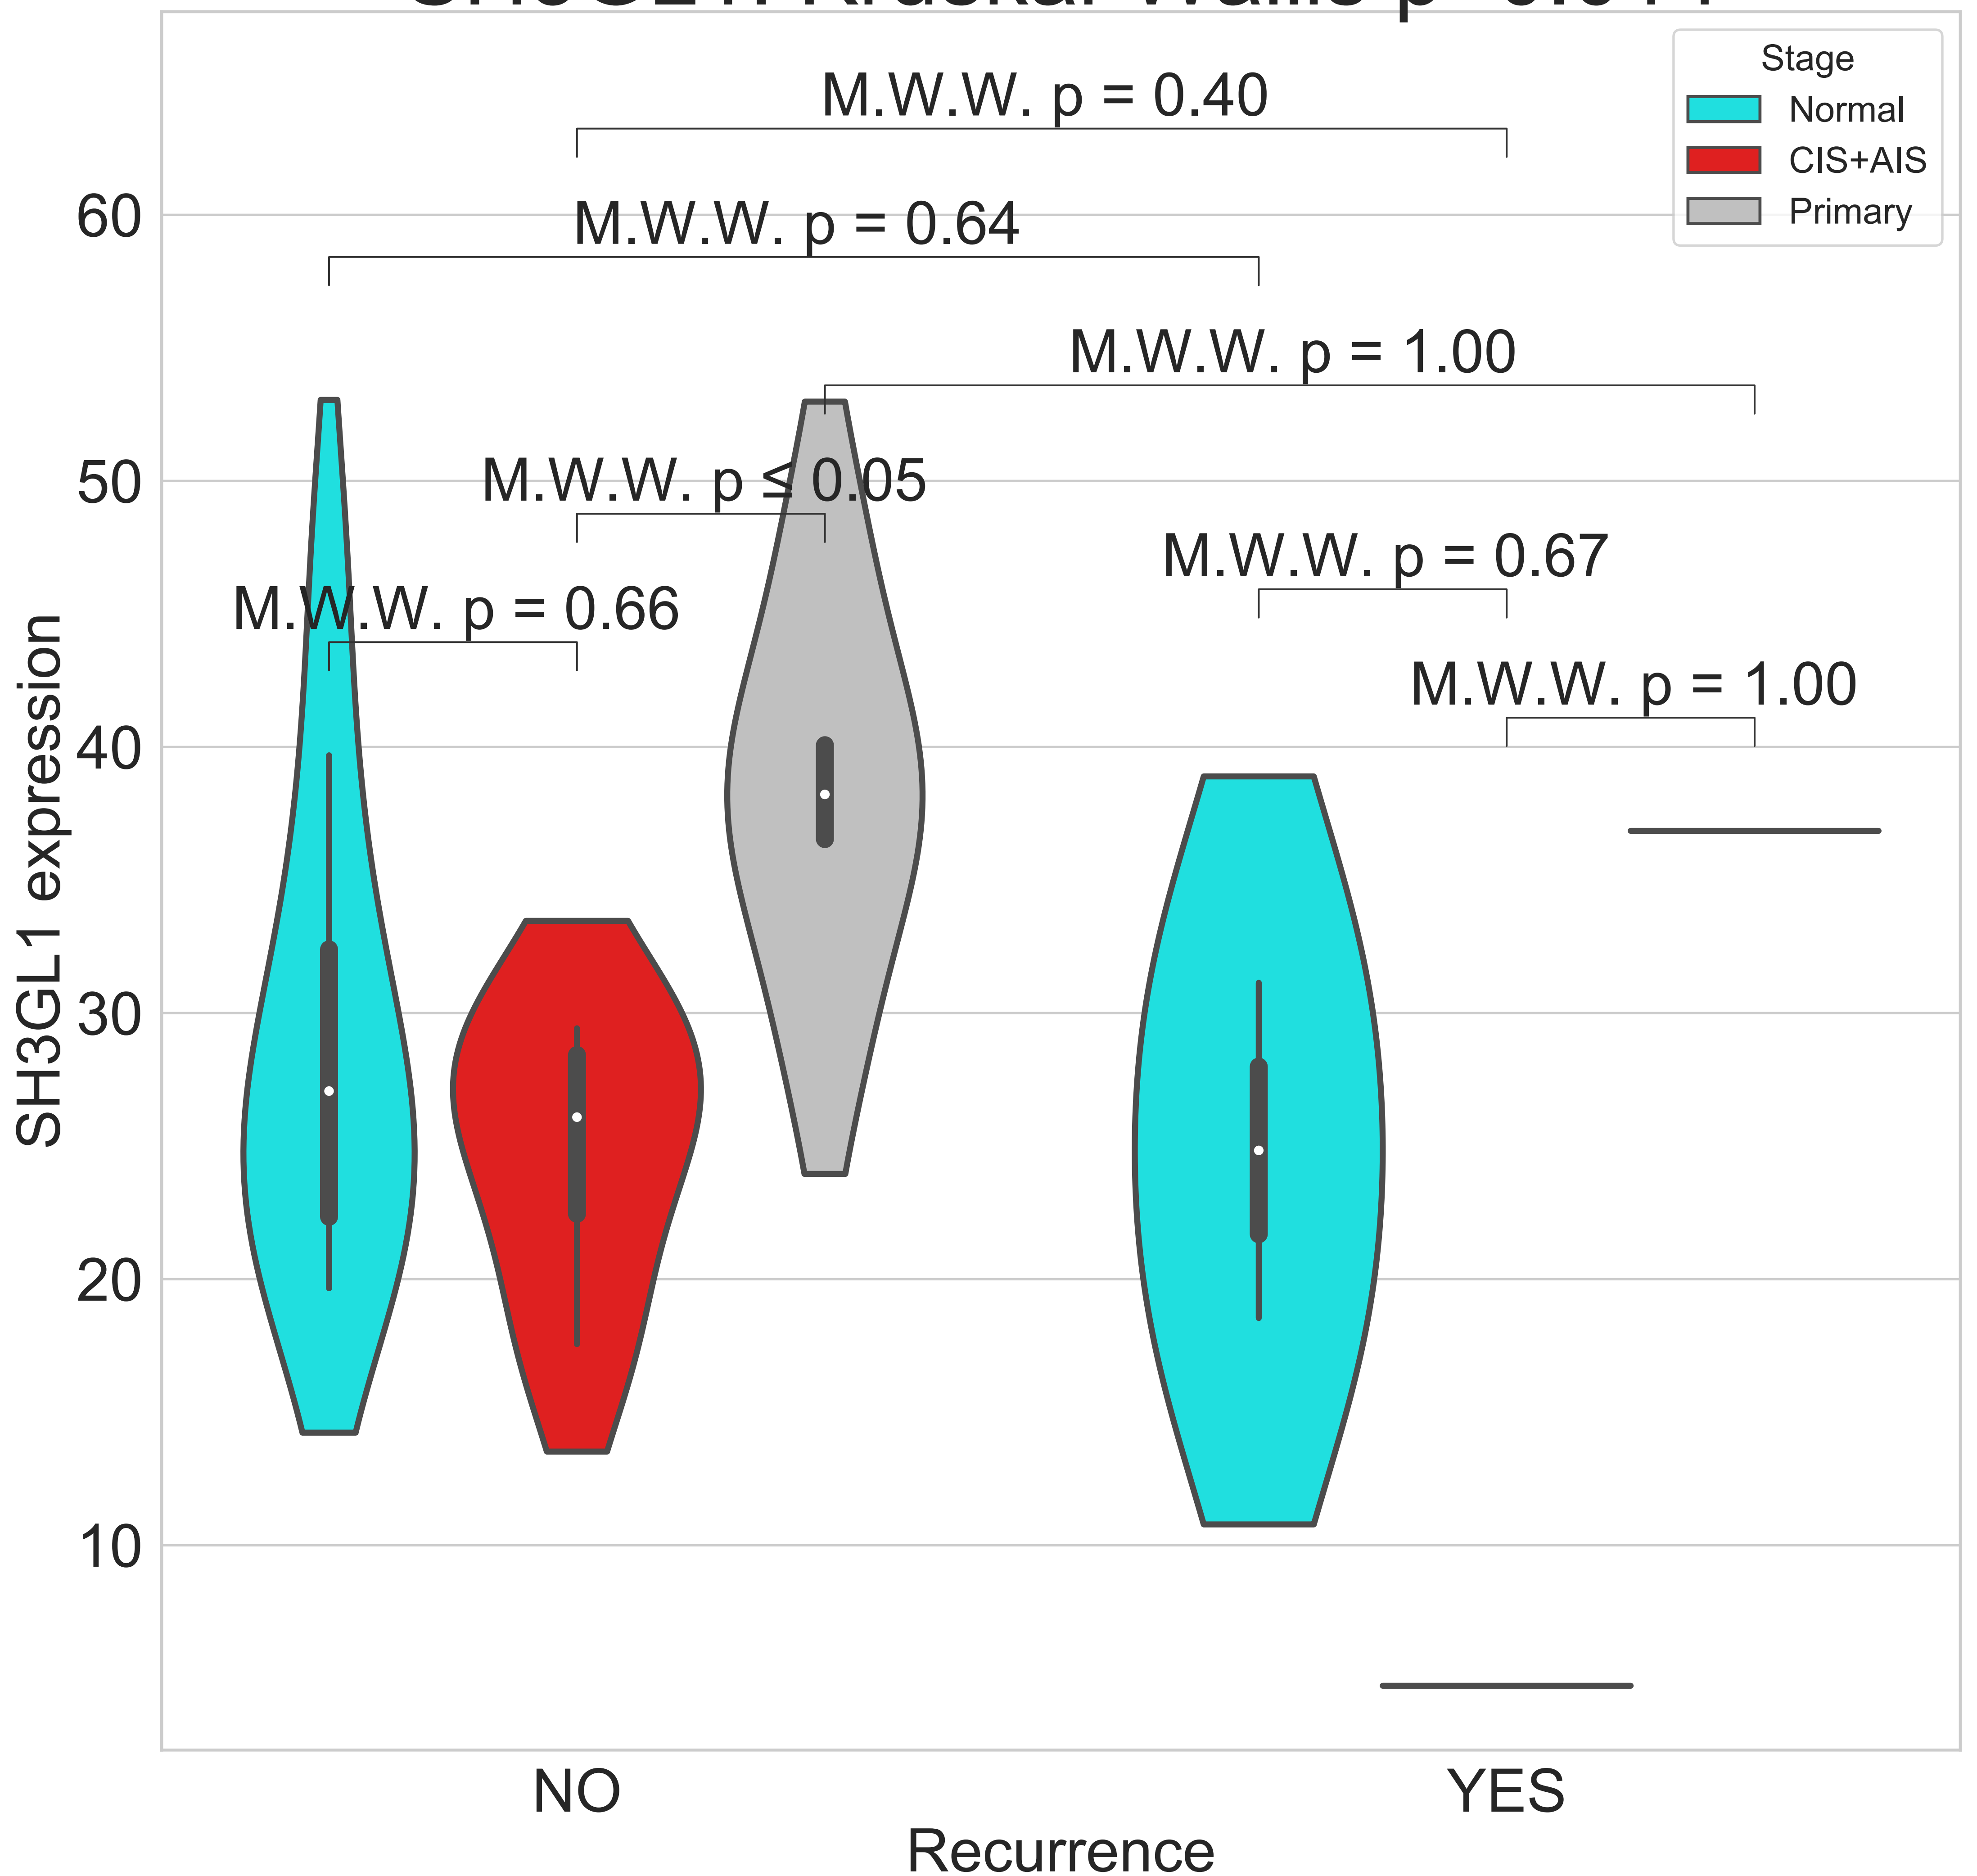 Stage
Normal
CIS+AIS
Primary
M.W.W. p = 0.40
M.W.W. p = 0.64
M.W.W. p = 1.00
M.W.W. p ≤ 0.05
M.W.W. p = 0.67
M.W.W. p = 0.66
M.W.W. p = 1.00
60
50
40
30
20
10
SH3GL1 expression
NO
YES
Recurrence